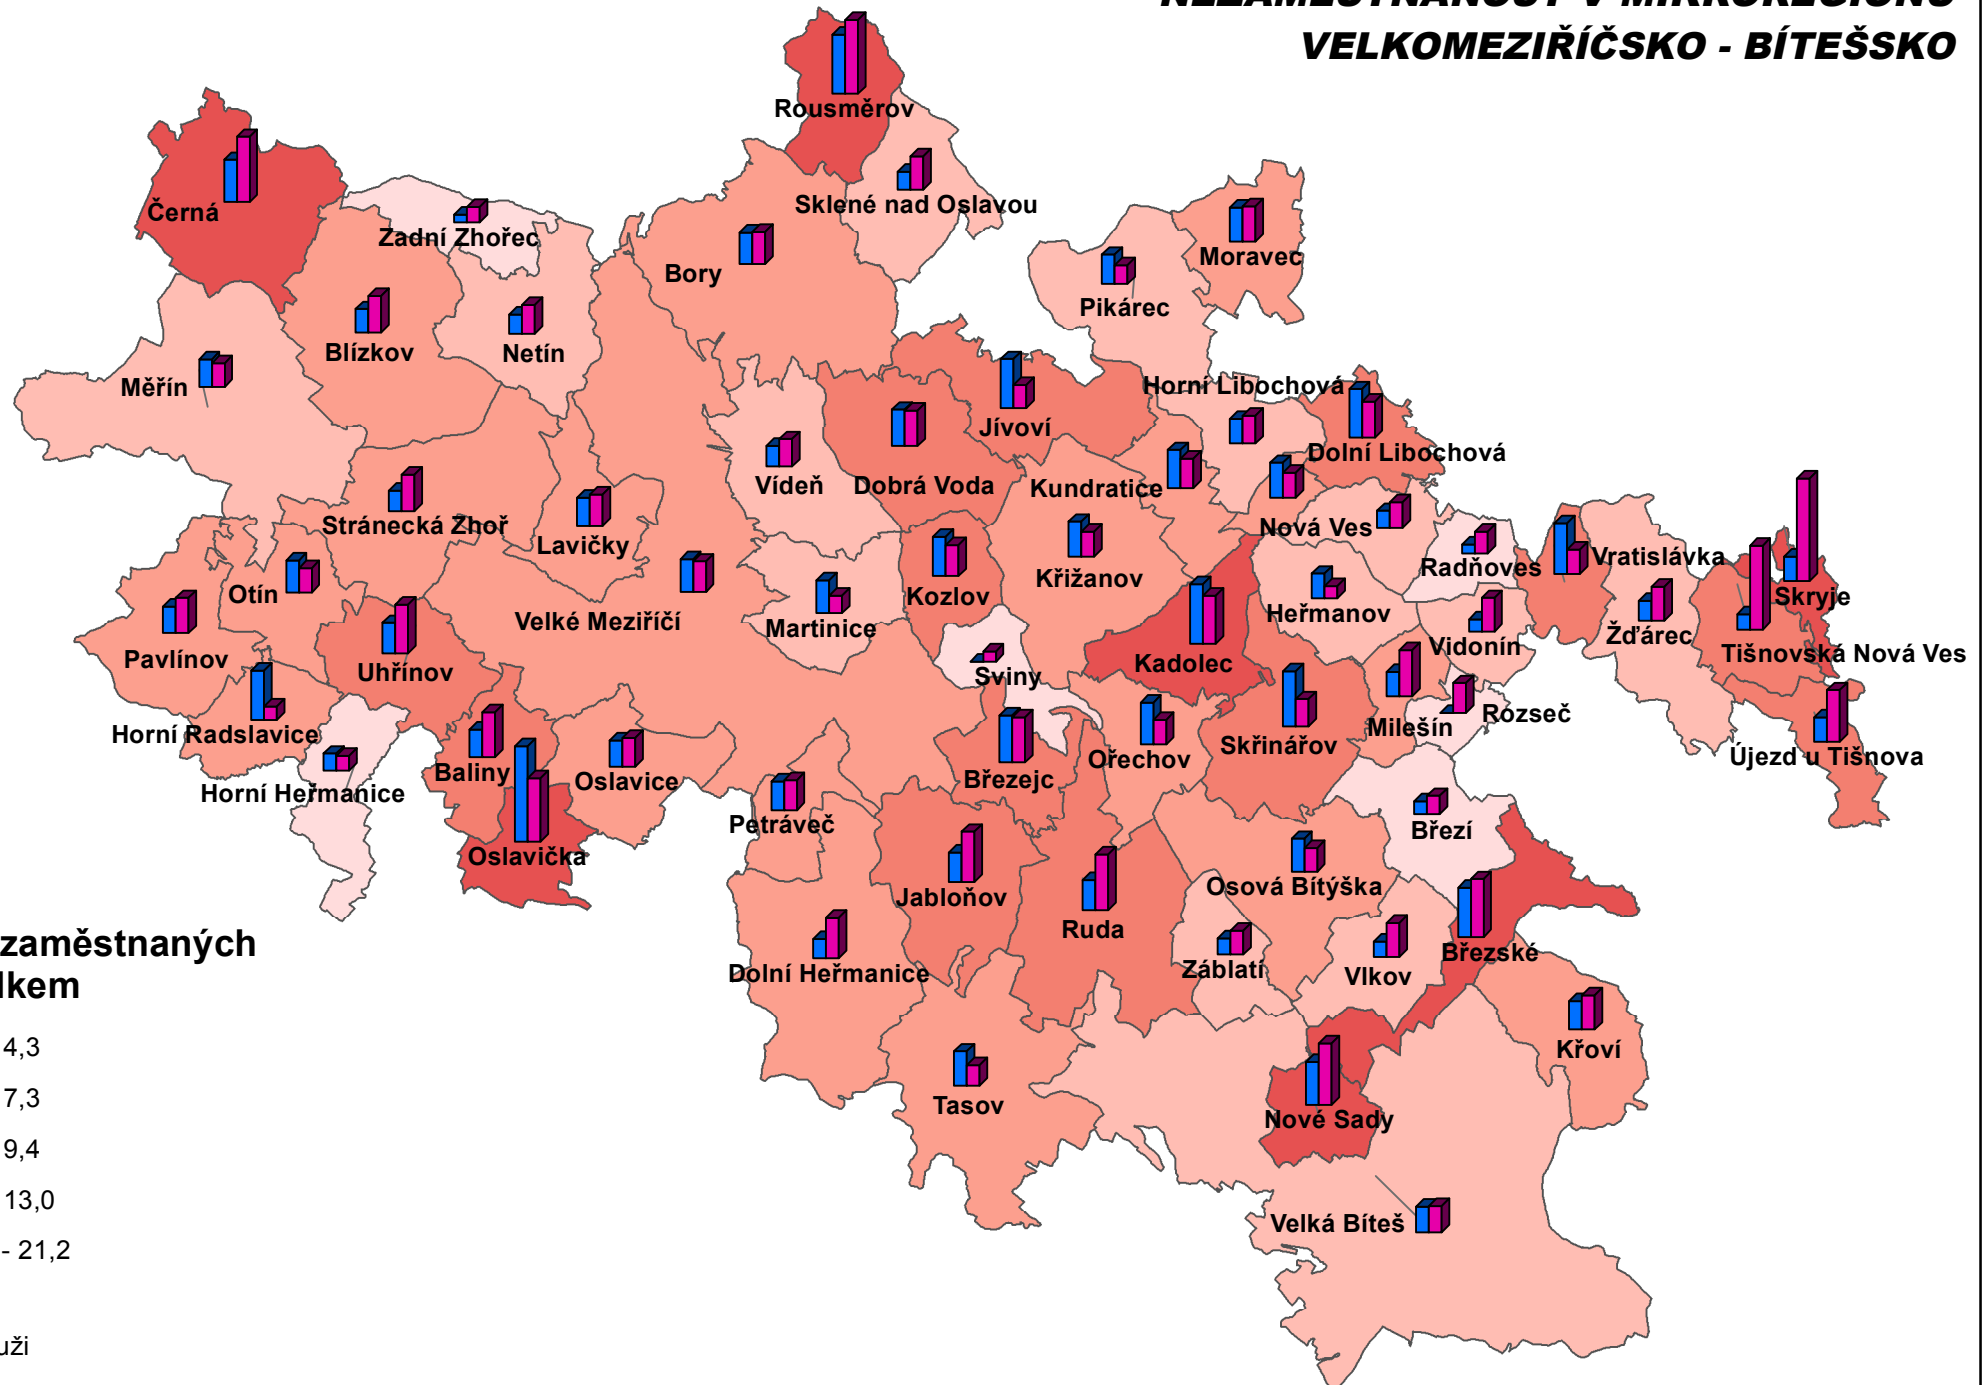 NEZAMĚSTNANOST V MIKROREGIONU
VELKOMEZIŘÍČSKO - BÍTEŠSKO
Rousměrov
Sklené nad Oslavou
Černá
Zadní Zhořec
Bory
Moravec
Pikárec
Blízkov
Netín
Měřín
Horní Libochová
Jívoví
Dolní Libochová
Vídeň
Dobrá Voda
Kundratice
Stránecká Zhoř
Lavičky
Nová Ves
Radňoves
Vratislávka
Křižanov
Otín
Kozlov
Skryje
Heřmanov
Velké Meziříčí
Martinice
Žďárec
Vidonín
Tišnovská Nová Ves
Pavlínov
Uhřínov
Kadolec
Sviny
Rozseč
Milešín
Horní Radslavice
Skřinářov
Újezd u Tišnova
Ořechov
Baliny
Oslavice
Březejc
Horní Heřmanice
Petráveč
Březí
Oslavička
Osová Bítýška
Jabloňov
Ruda
Březské
Záblatí
Vlkov
Dolní Heřmanice
Křoví
Tasov
Nové Sady
Velká Bíteš
zaměstnaných
lkem
4,3
7,3
9,4
13,0
- 21,2
uži